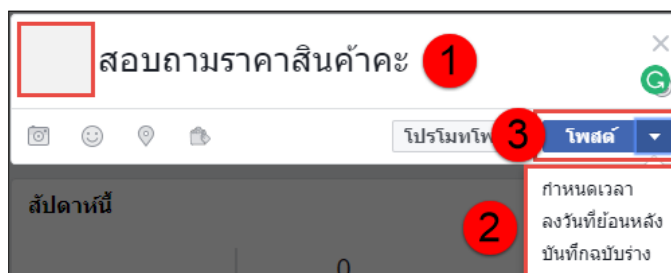 สอบถามราคาสินค้าคะ 1
โปรโมทโพ 3 โพสต์
สัปดาห์นี้
กำหนดเวลา
2 ลงวันที่ย้อนหลัง
บันทึกฉบับร่าง
0
G